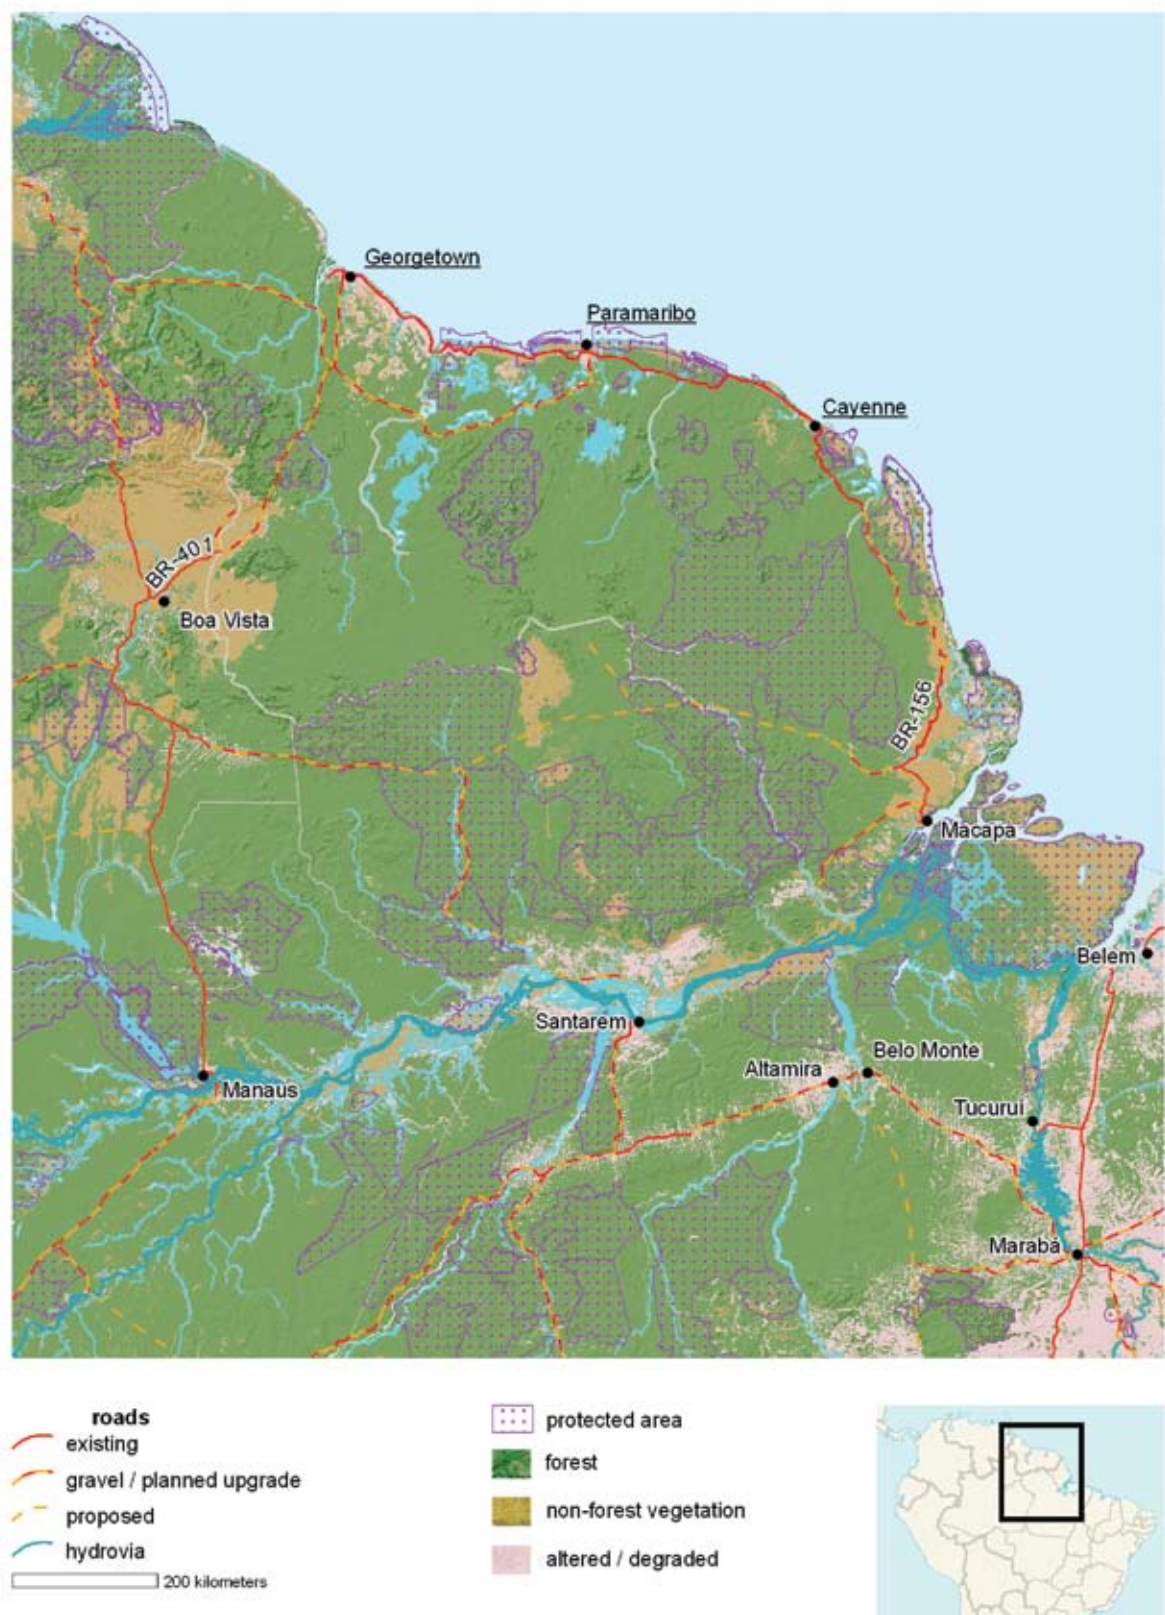 Georgetown
Paramaribo
Cayenne
BR-401
Boa Vista
BR-156
Macapa
Belem
Santarem
Belo Monte
Altamira
Manaus
Tucurui
Marabá
roads
existing
gravel / planned upgrade
proposed
hydrovia
200 kilometers
protected area
forest
non-forest vegetation
altered / degraded